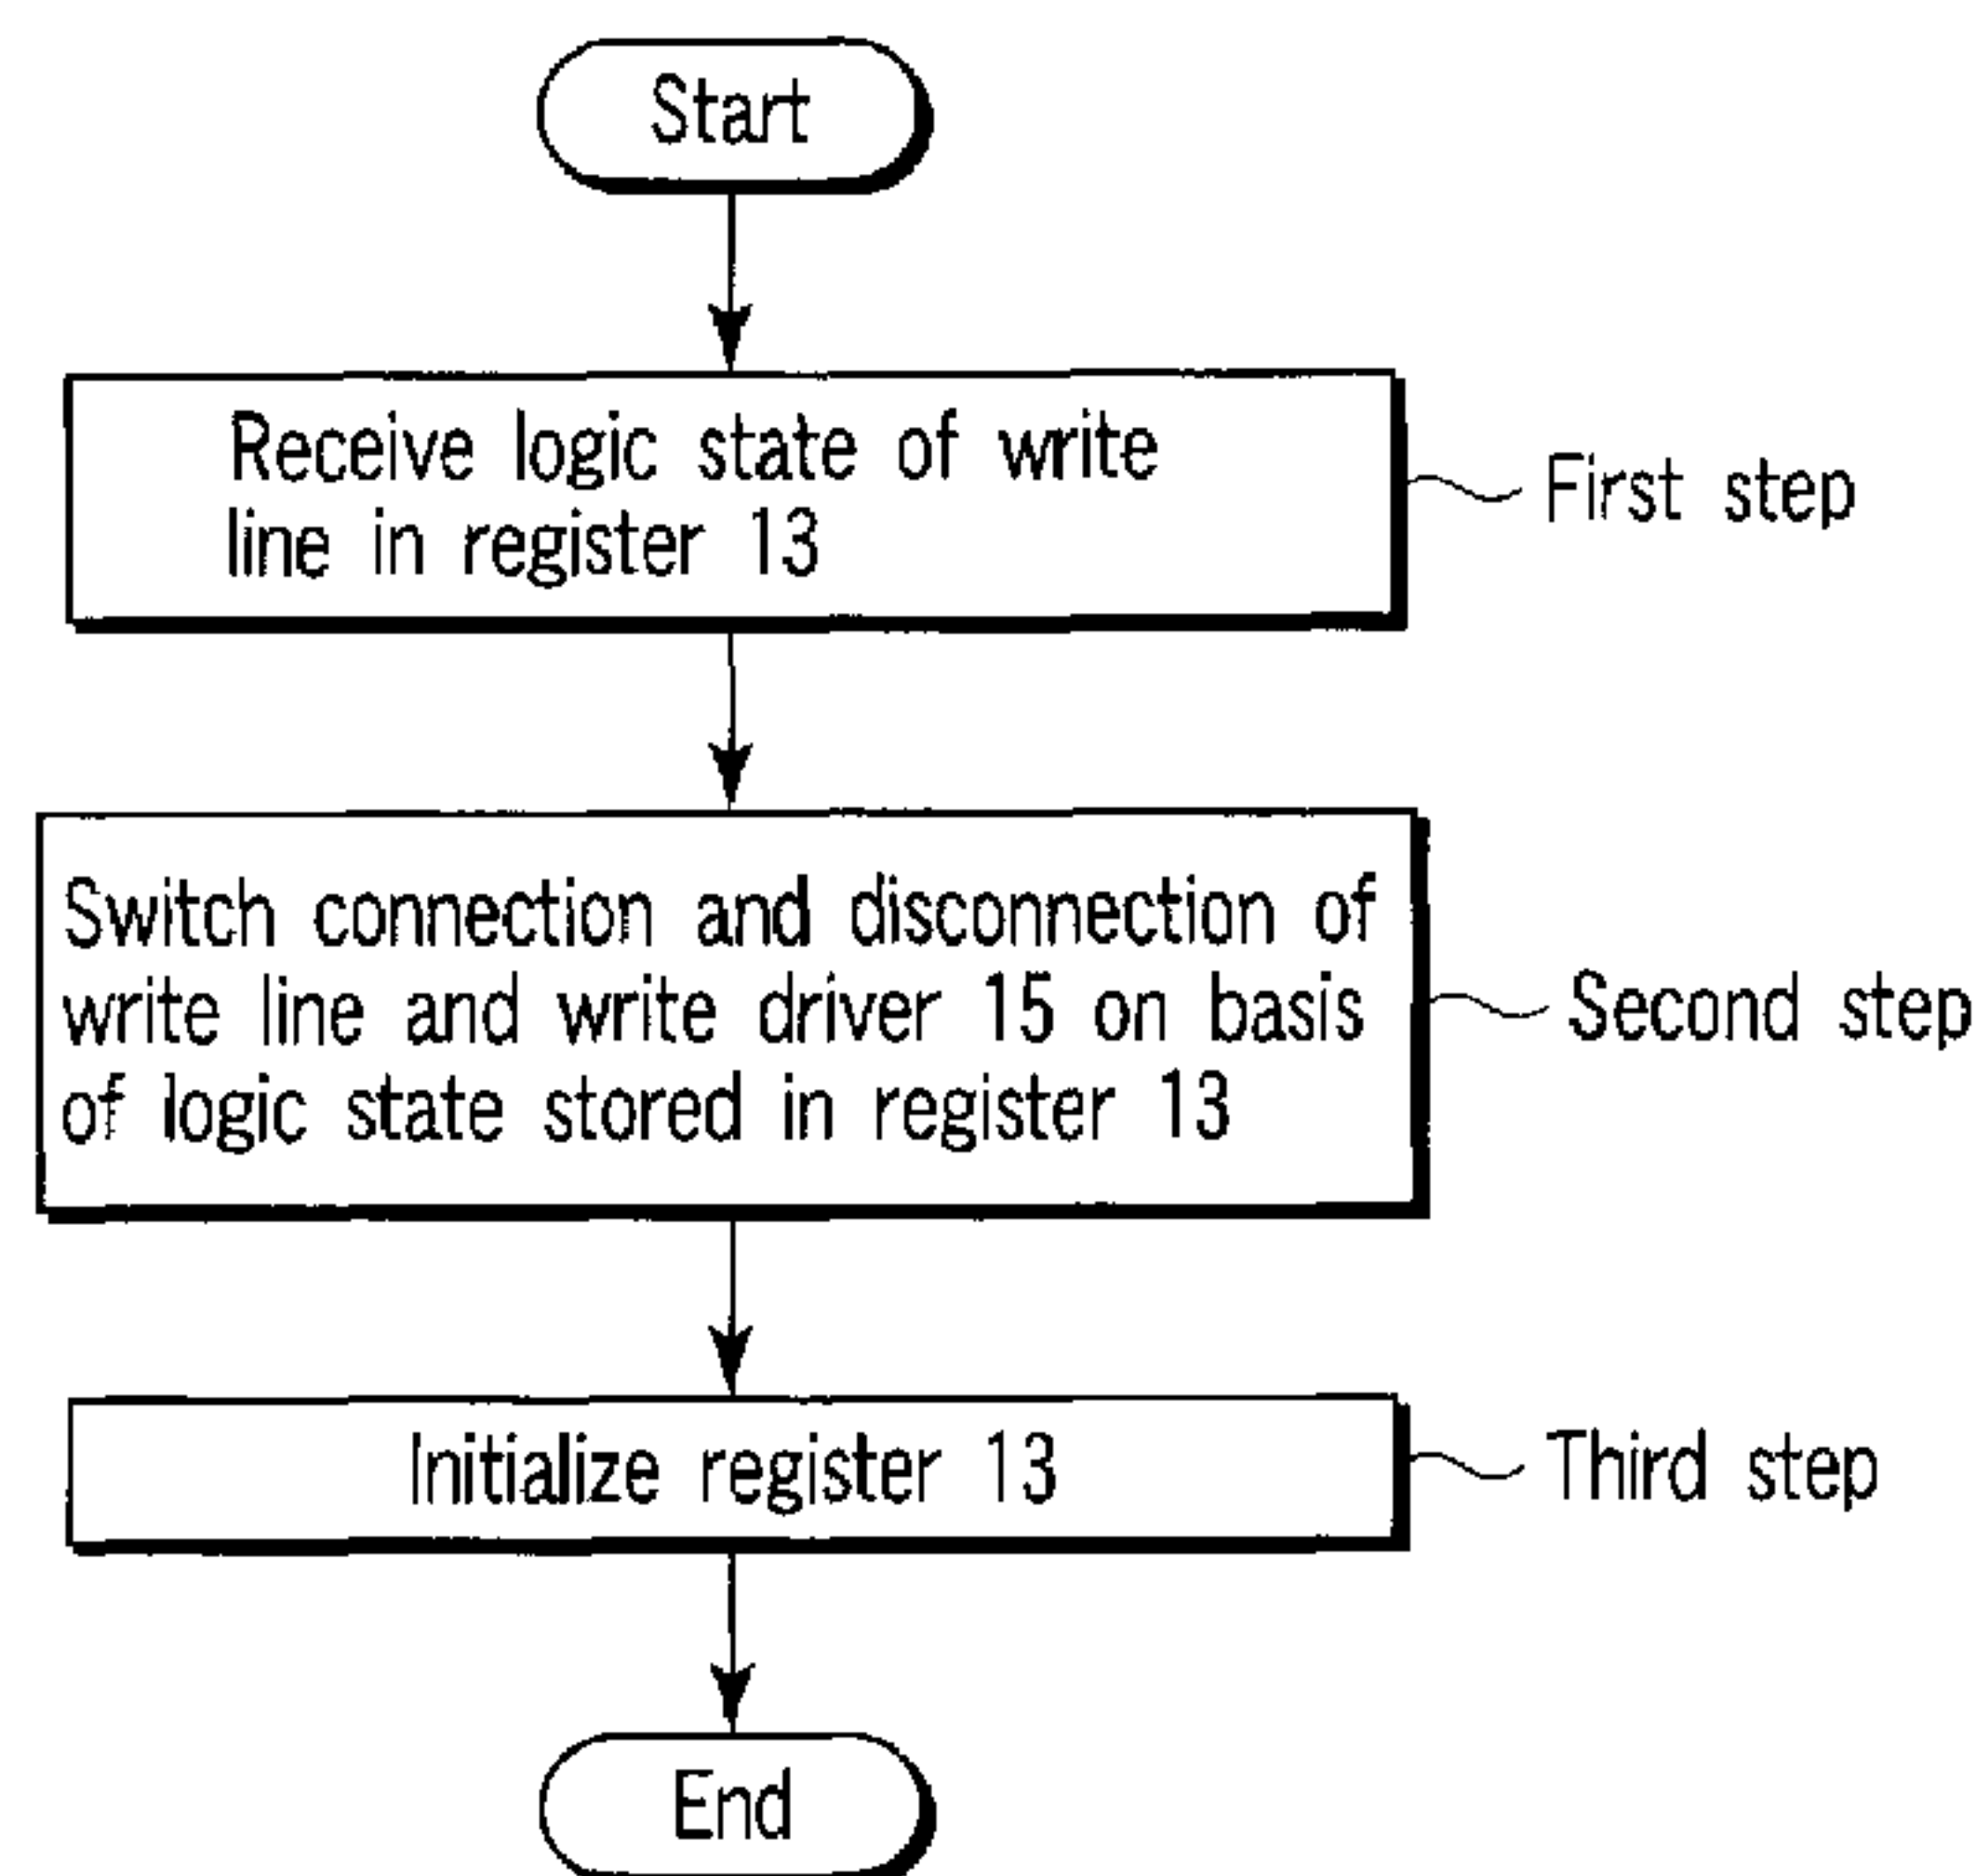 Start
Receive logic state of write
line in register 13
First step
Switch connection and disconnection of
write line and write driver 15 on basis
of logic state stored in register 13
Second step
Initialize register 13
Third step
End